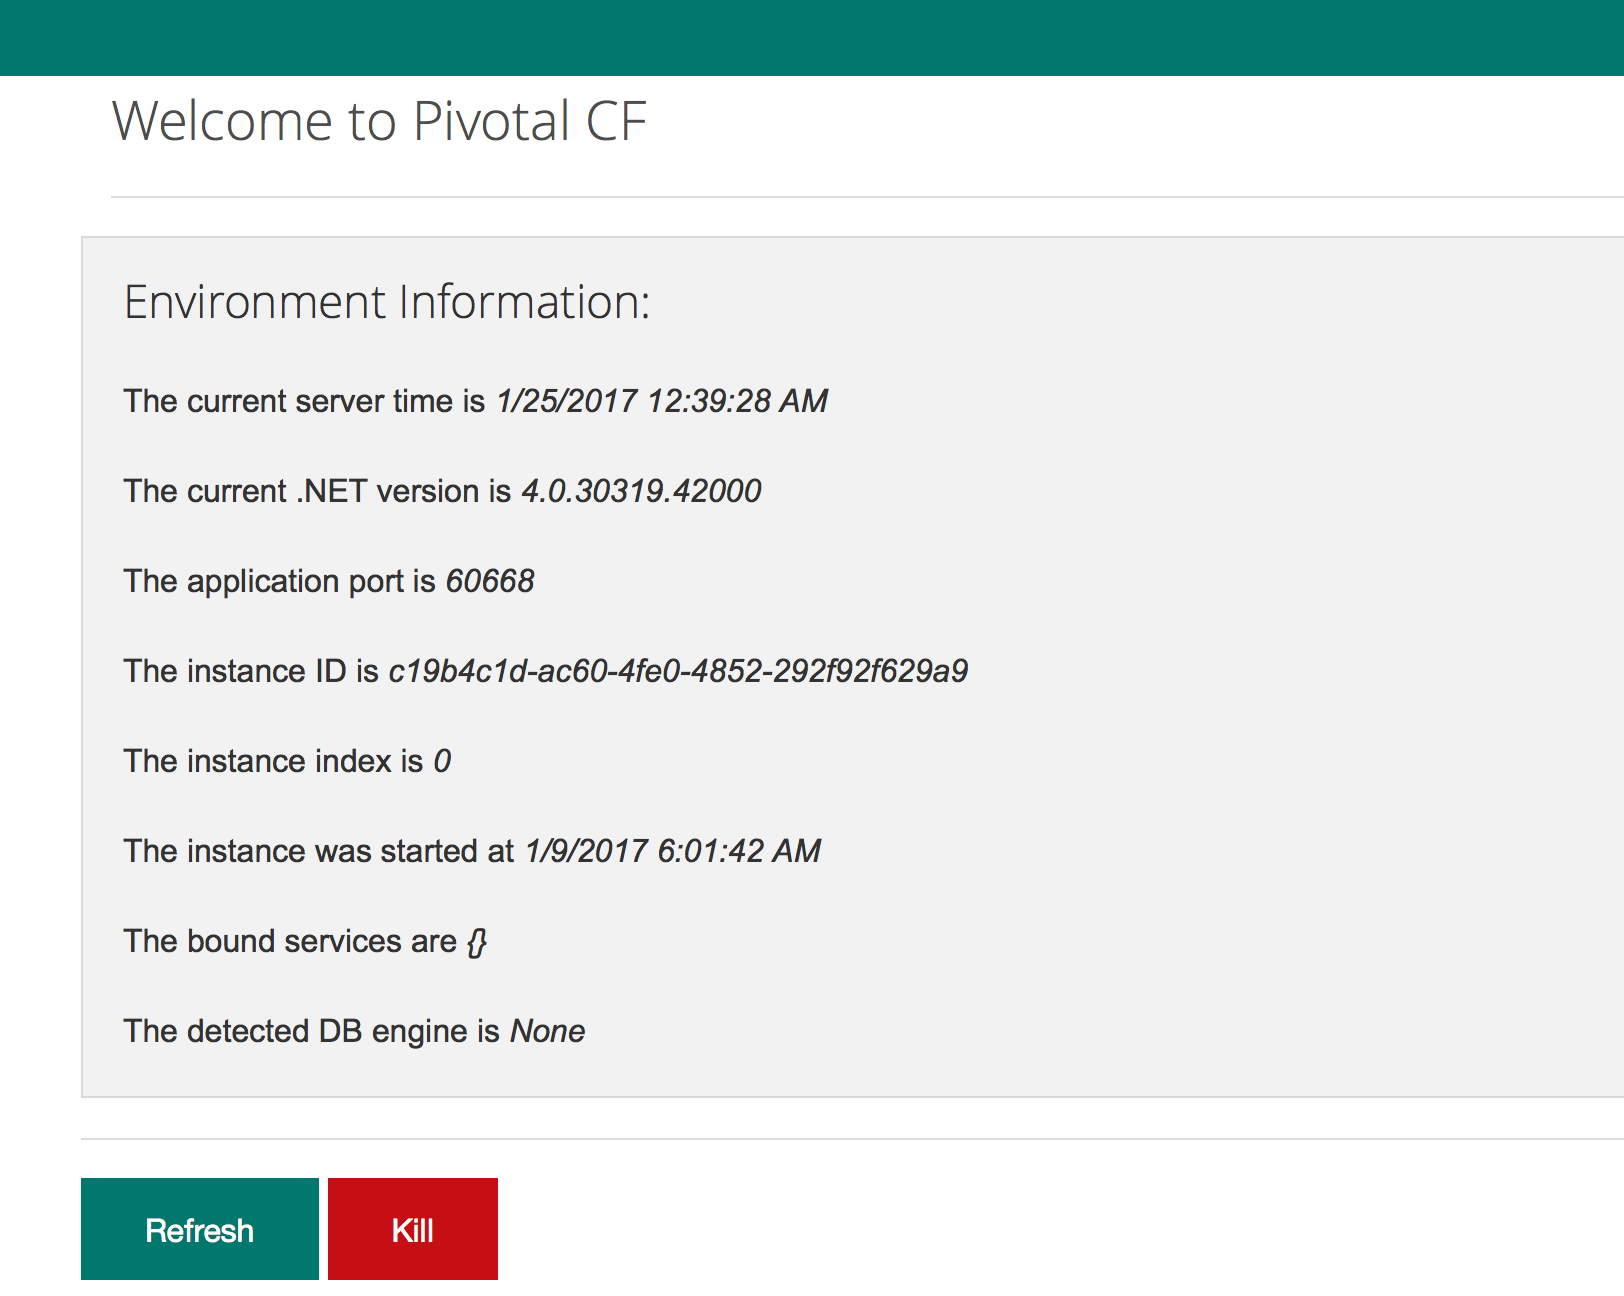 Welcome to Pivotal CF
Environment Information:
The current server time is 1/25/2017 12:39:28 AM
The current .NET version is 4.0.30319.42000
The application port is 60668
The instance ID is c19b4c1d-ac60-4fe0-4852-292f92f629a9
The instance index is 0
The instance was started at 1/9/2017 6:01:42 AM
The bound services are {}
The detected DB engine is None
Refresh
Kill